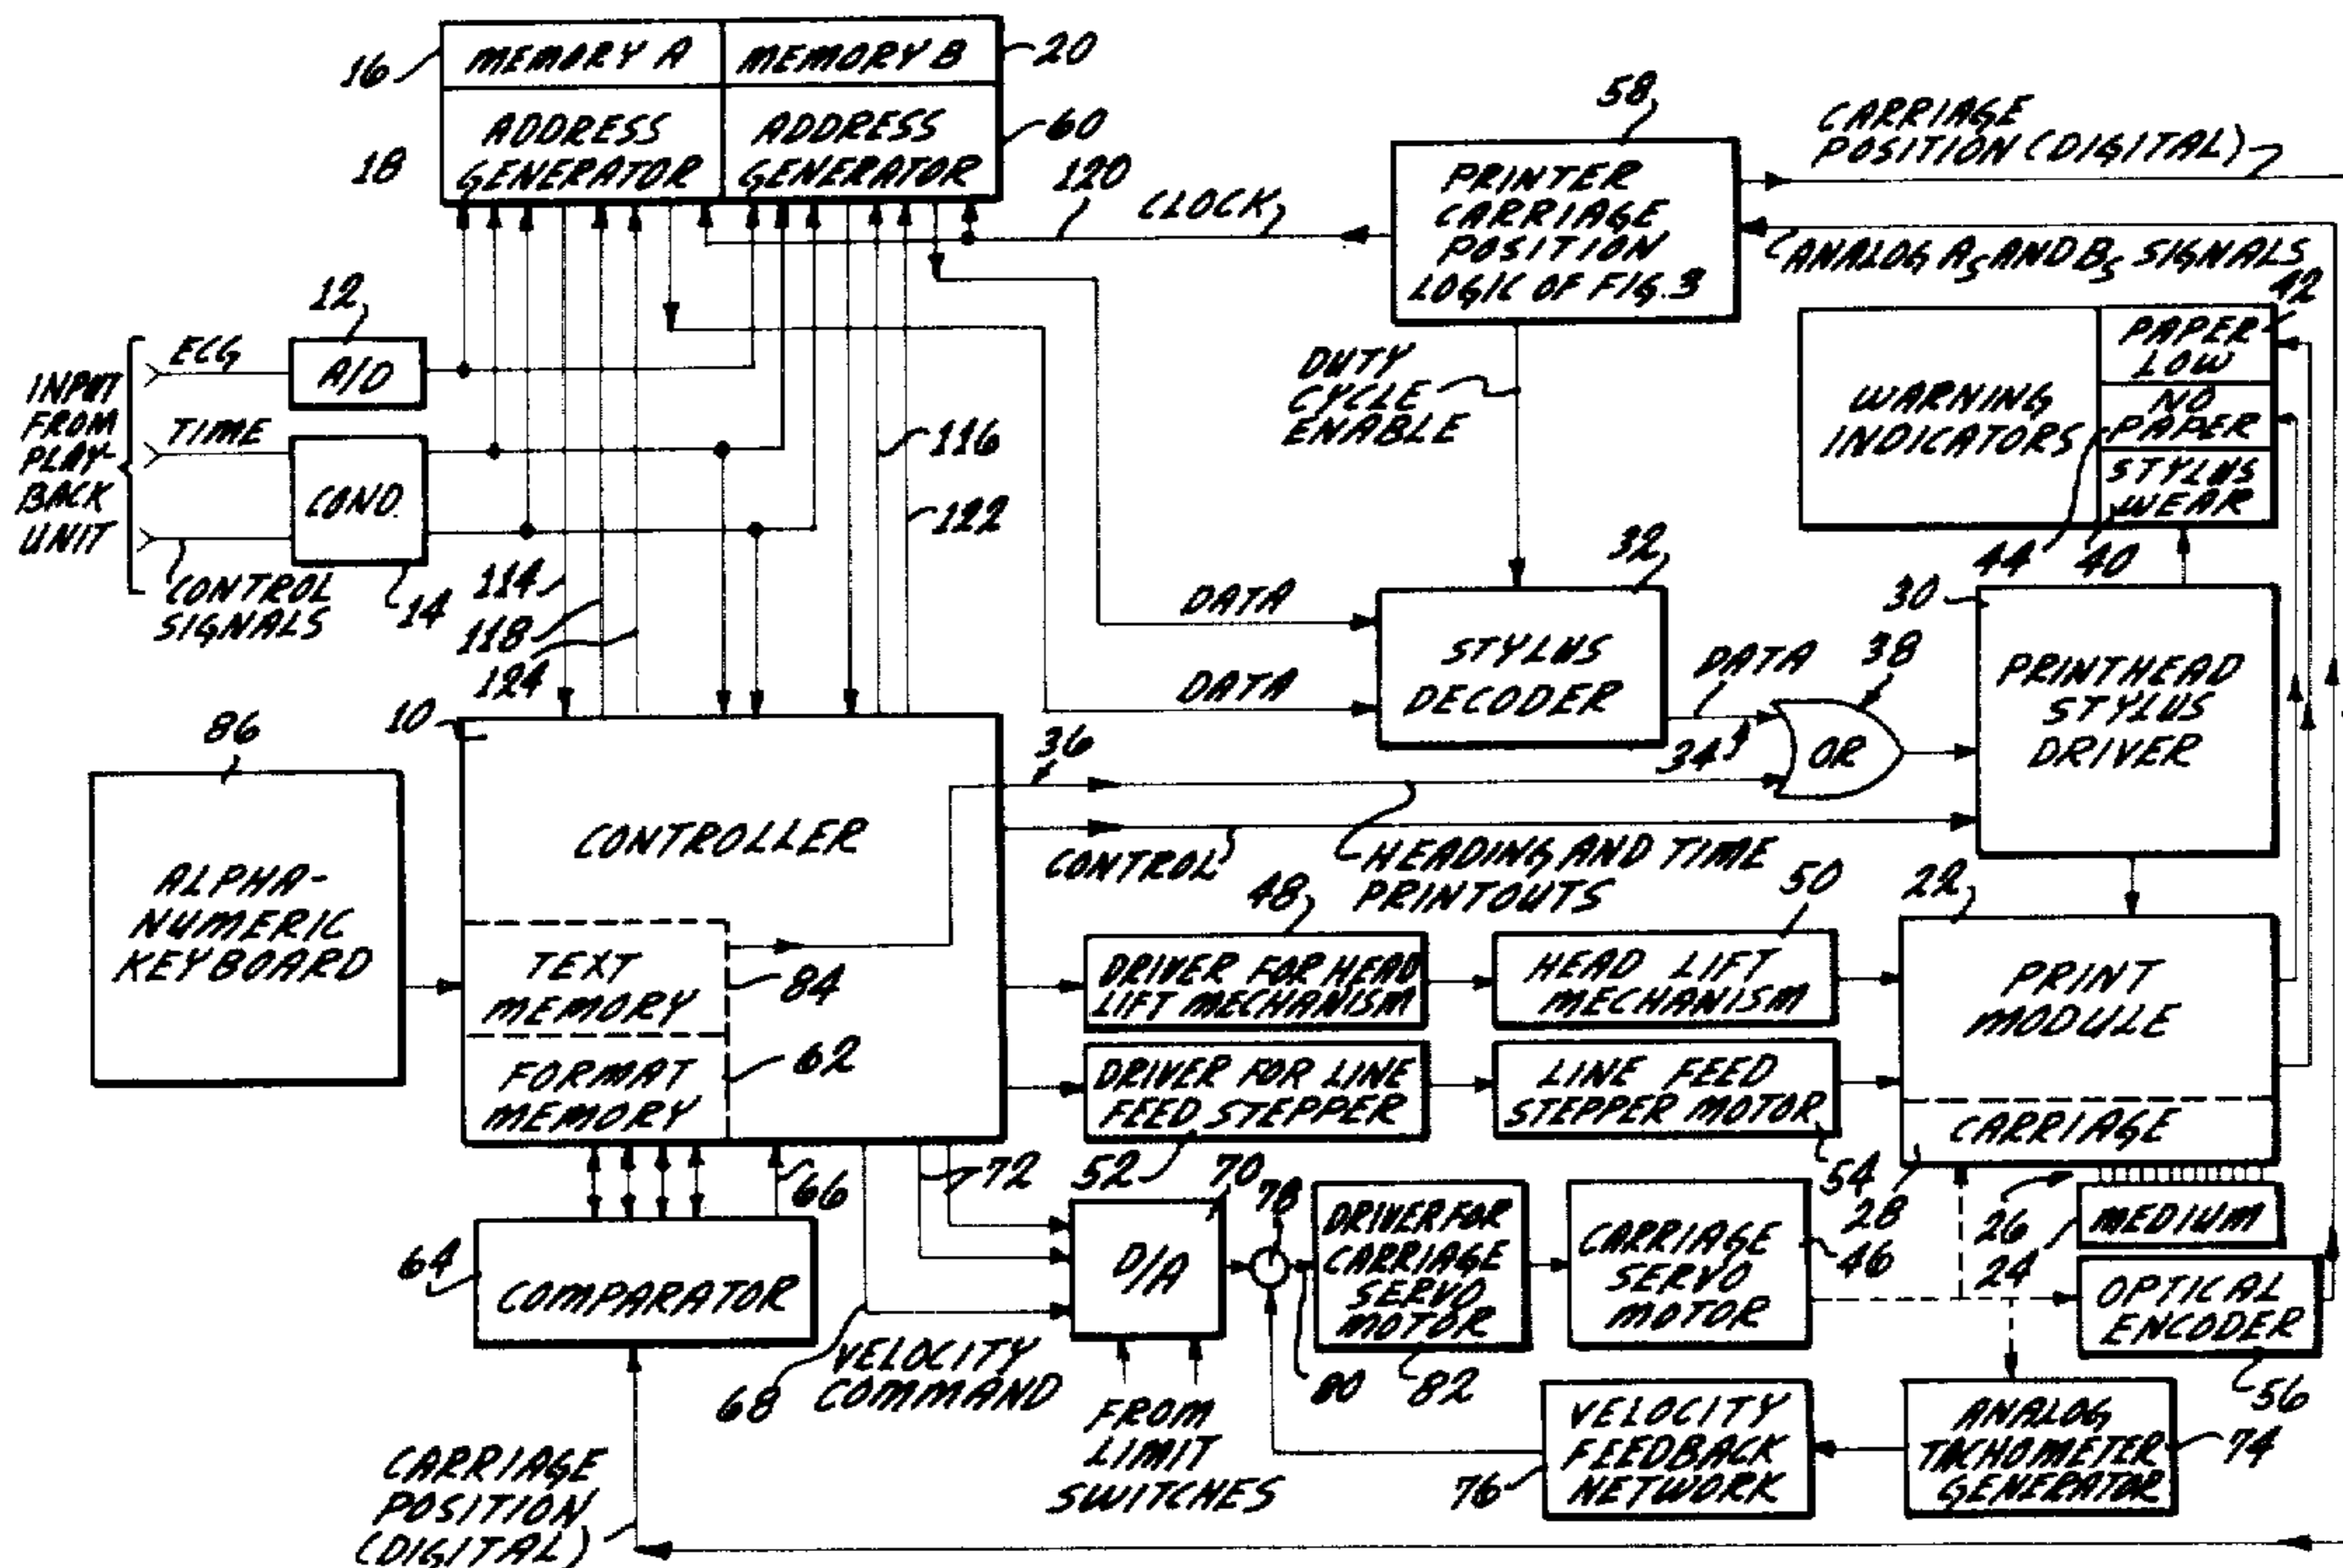 16
MEMORY A
MEMORY B
20
18
ADDRESS
GENERATOR
ADDRESS
GENERATOR
60
120
CLOCK
58
PRINTER
CARRIAGE
POSITION
LOGIC OF FIG. 3
CARRIAGE
POSITION (DIGITAL)
ANALOG AS AND BS SIGNALS
INPUT
FROM
PLAY-
BACK
UNIT
ECG
12
A/D
TIME
COND.
14
CONTROL
SIGNALS
114
118
124
116
122
DUTY
CYCLE
ENABLE
WARNING
INDICATORS
PAPER
LOW
42
NO
PAPER
STYLUS
WEAR
44
40
DATA
DATA
32
STYLUS
DECODER
DATA
34
38
OR
30
PRINTHEAD
STYLUS
DRIVER
86
ALPHA-
NUMERIC
KEYBOARD
10
CONTROLLER
36
CONTROL
HEADING AND TIME
PRINTOUTS
TEXT
MEMORY
84
FORMAT
MEMORY
62
48
DRIVER FOR HEAD
LIFT MECHANISM
50
HEAD LIFT
MECHANISM
22
PRINT
MODULE
CARRIAGE
DRIVER FOR LINE
FEED STEPPER
52
LINE FEED
STEPPER MOTOR
54
28
26
24
MEDIUM
64
COMPARATOR
66
72
68
VELOCITY
COMMAND
70
D/A
FROM
LIMIT
SWITCHES
78
80
DRIVER FOR
CARRIAGE
SERVO
MOTOR
82
CARRIAGE
SERVO
MOTOR
46
OPTICAL
ENCODER
56
VELOCITY
FEEDBACK
NETWORK
76
ANALOG
TACHOMETER
GENERATOR
74
CARRIAGE
POSITION
(DIGITAL)